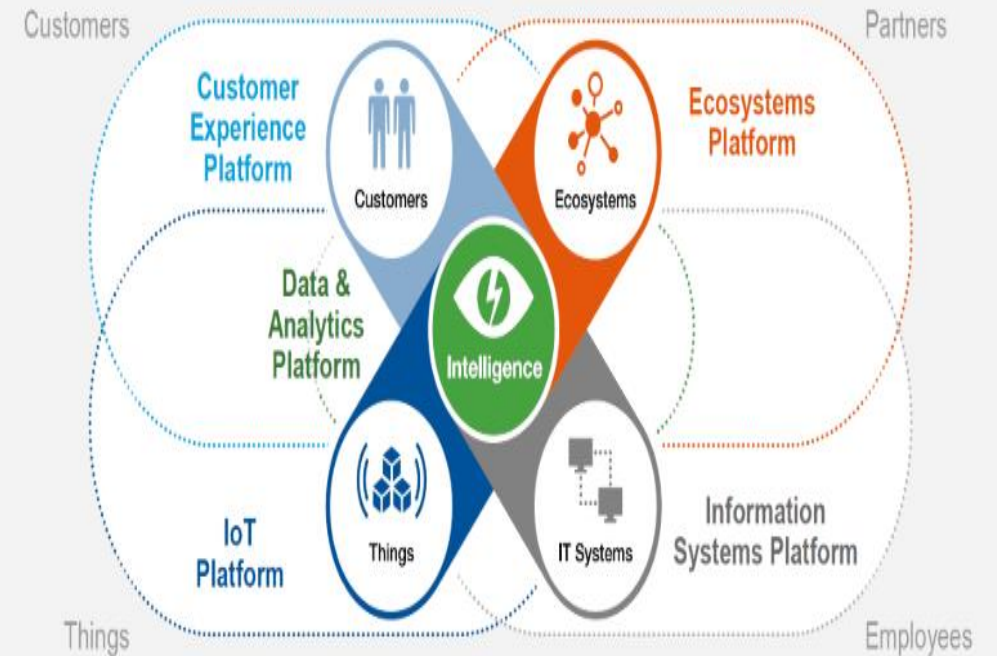 Customers
Partners
Customer
Experience
Platform
Customers
Ecosystems
Ecosystems
Platform
Data &
Analytics
Platform
Intelligence
IoT
Platform
Things
IT Systems
Information
Systems Platform
Things
Employees